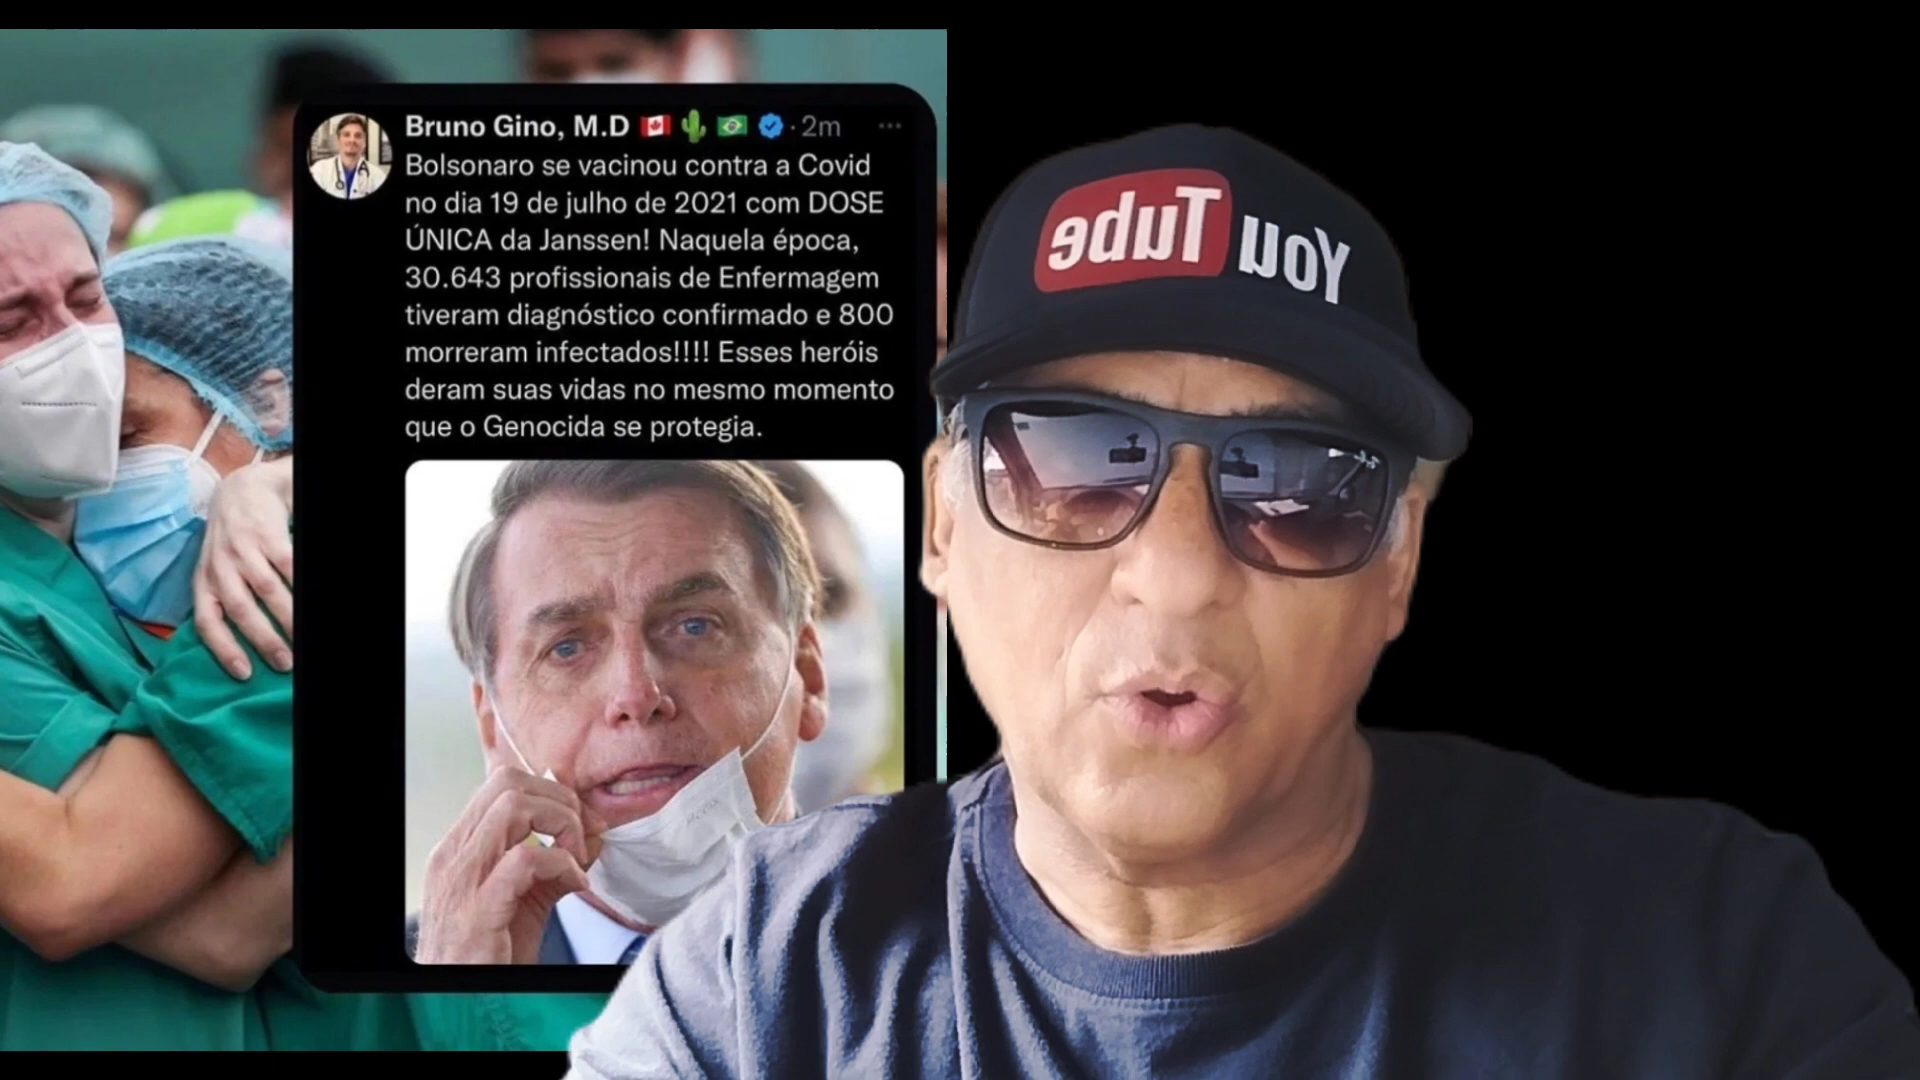 Bruno Gino, M.D 🇨🇦 🌵 🇧🇷 · 2m
Bolsonaro se vacinou contra a Covid
no dia 19 de julho de 2021 com DOSE
ÚNICA da Janssen! Naquela época,
30.643 profissionais de Enfermagem
tiveram diagnóstico confirmado e 800
morreram infectados!!!! Esses heróis
deram suas vidas no mesmo momento
que o Genocida se protegia.
You Tube